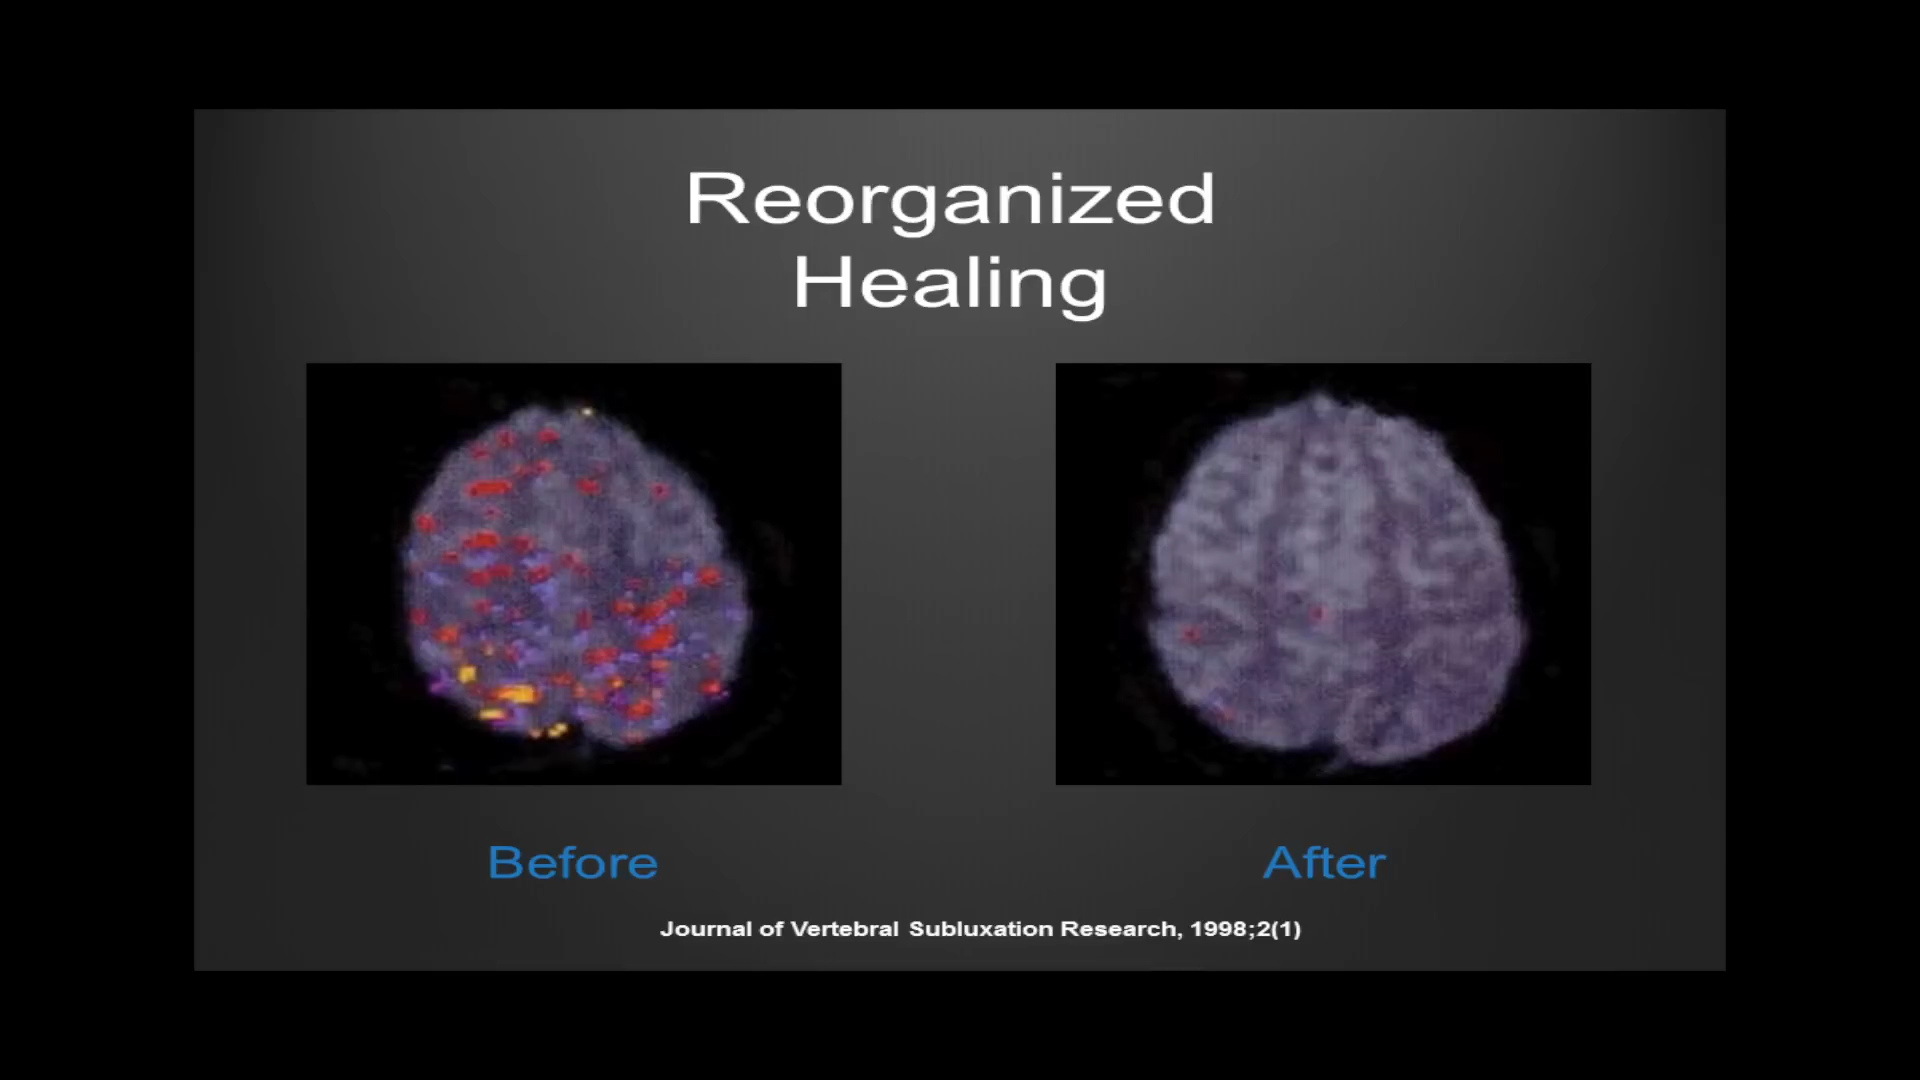 Reorganized
Healing
Before
After
Journal of Vertebral Subluxation Research, 1998;2(1)